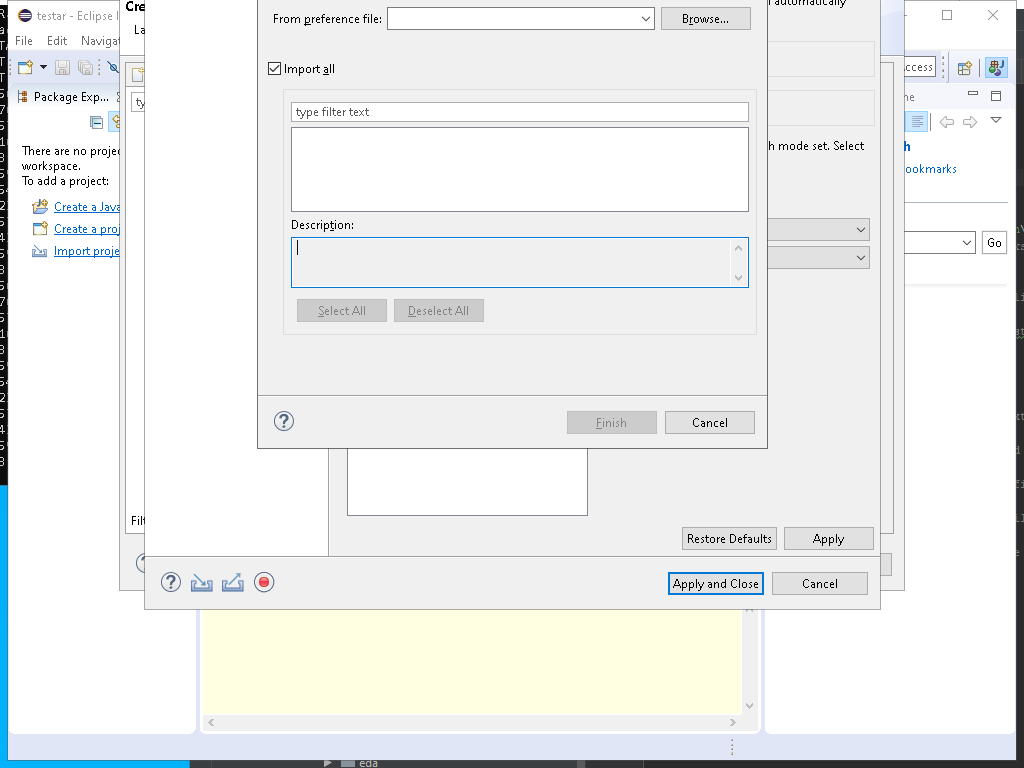 testar - Eclipse I
File Edit Navigat
Package Exp...
There are no projec
workspace.
To add a project:
Create a Java
Create a proj
Import proje
Cre
La
ty
Filt
From preference file:
Browse...
Import all
type filter text
Description:
Select All
Deselect All
Finish
Cancel
automatically
h mode set. Select
Restore Defaults
Apply
Apply and Close
Cancel
ccess
ne
h
ookmarks
Go
eda